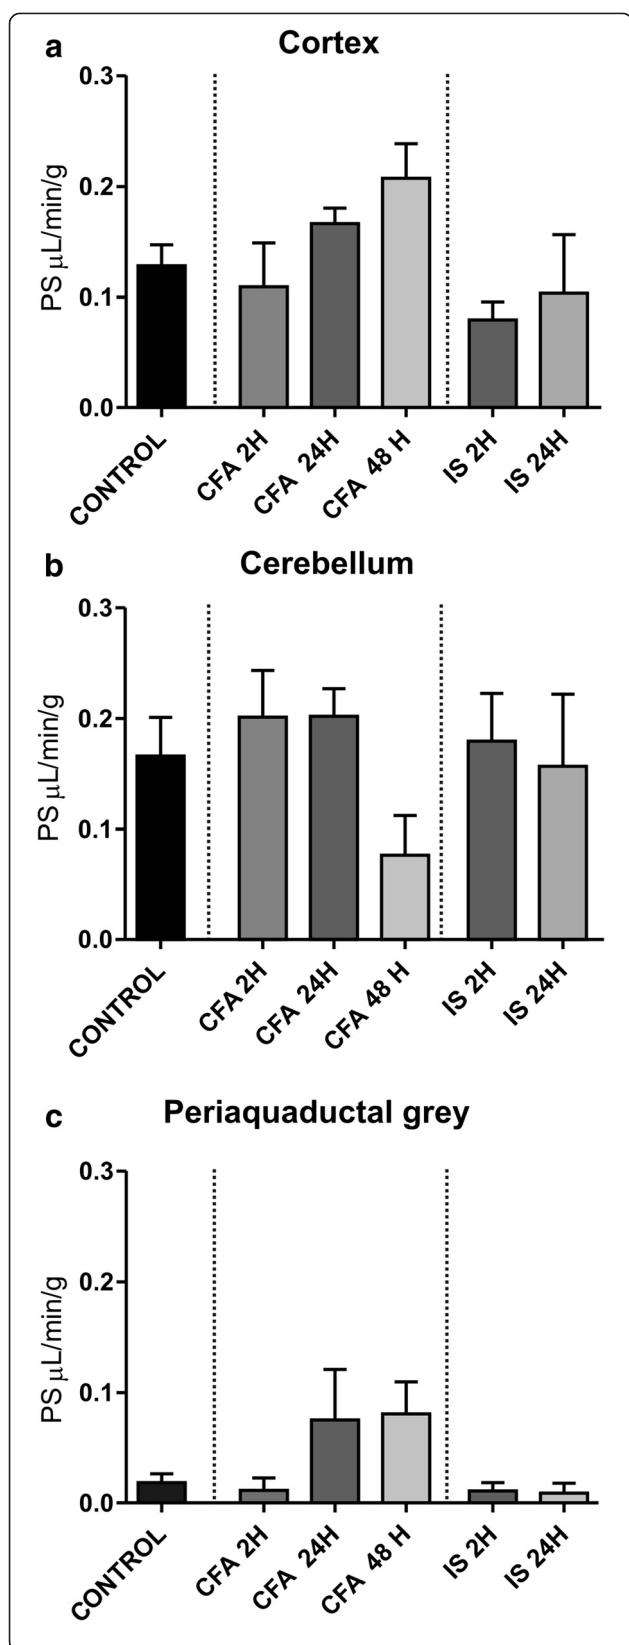 a
Cortex
0.3
0.2
0.1
0.0
PS µL/min/g
CONTROL
CFA 2H
CFA 24H
CFA 48 H
IS 2H
IS 24H
b
Cerebellum
0.3
0.2
0.1
0.0
PS µL/min/g
CONTROL
CFA 2H
CFA 24H
CFA 48 H
IS 2H
IS 24H
c
Periaquaductal grey
0.3
0.2
0.1
0.0
PS µL/min/g
CONTROL
CFA 2H
CFA 24H
CFA 48 H
IS 2H
IS 24H